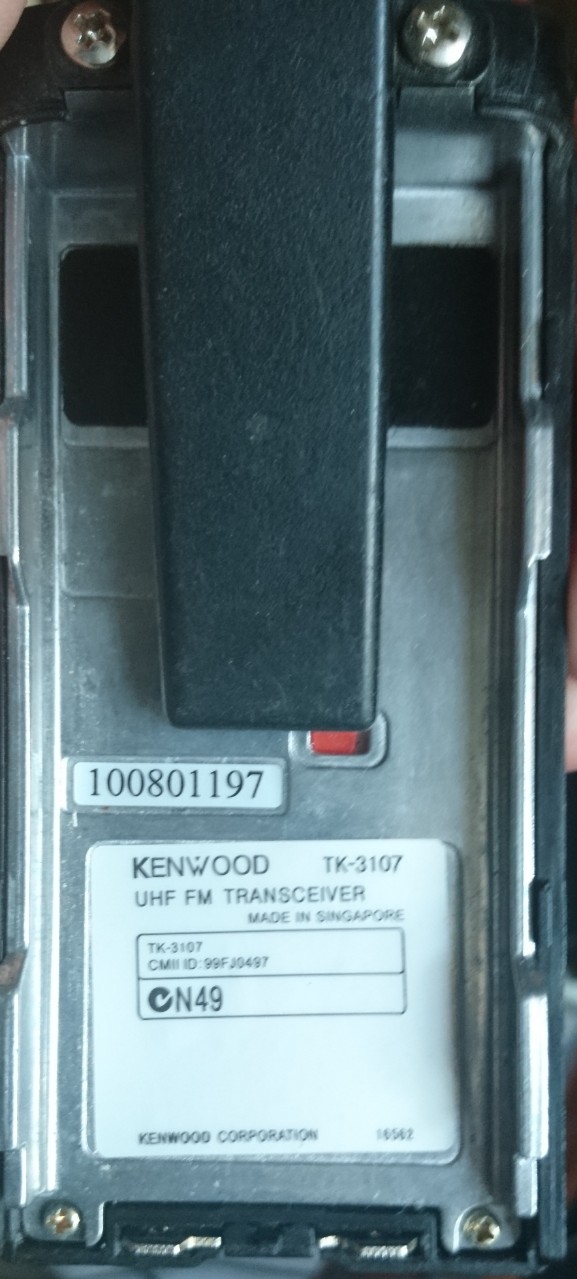 100801197
KENWOOD TK-3107
UHF FM TRANSCEIVER
MADE IN SINGAPORE
TK-3107
CMII ID: 99FJ0497
N49
KENWOOD CORPORATION 16562